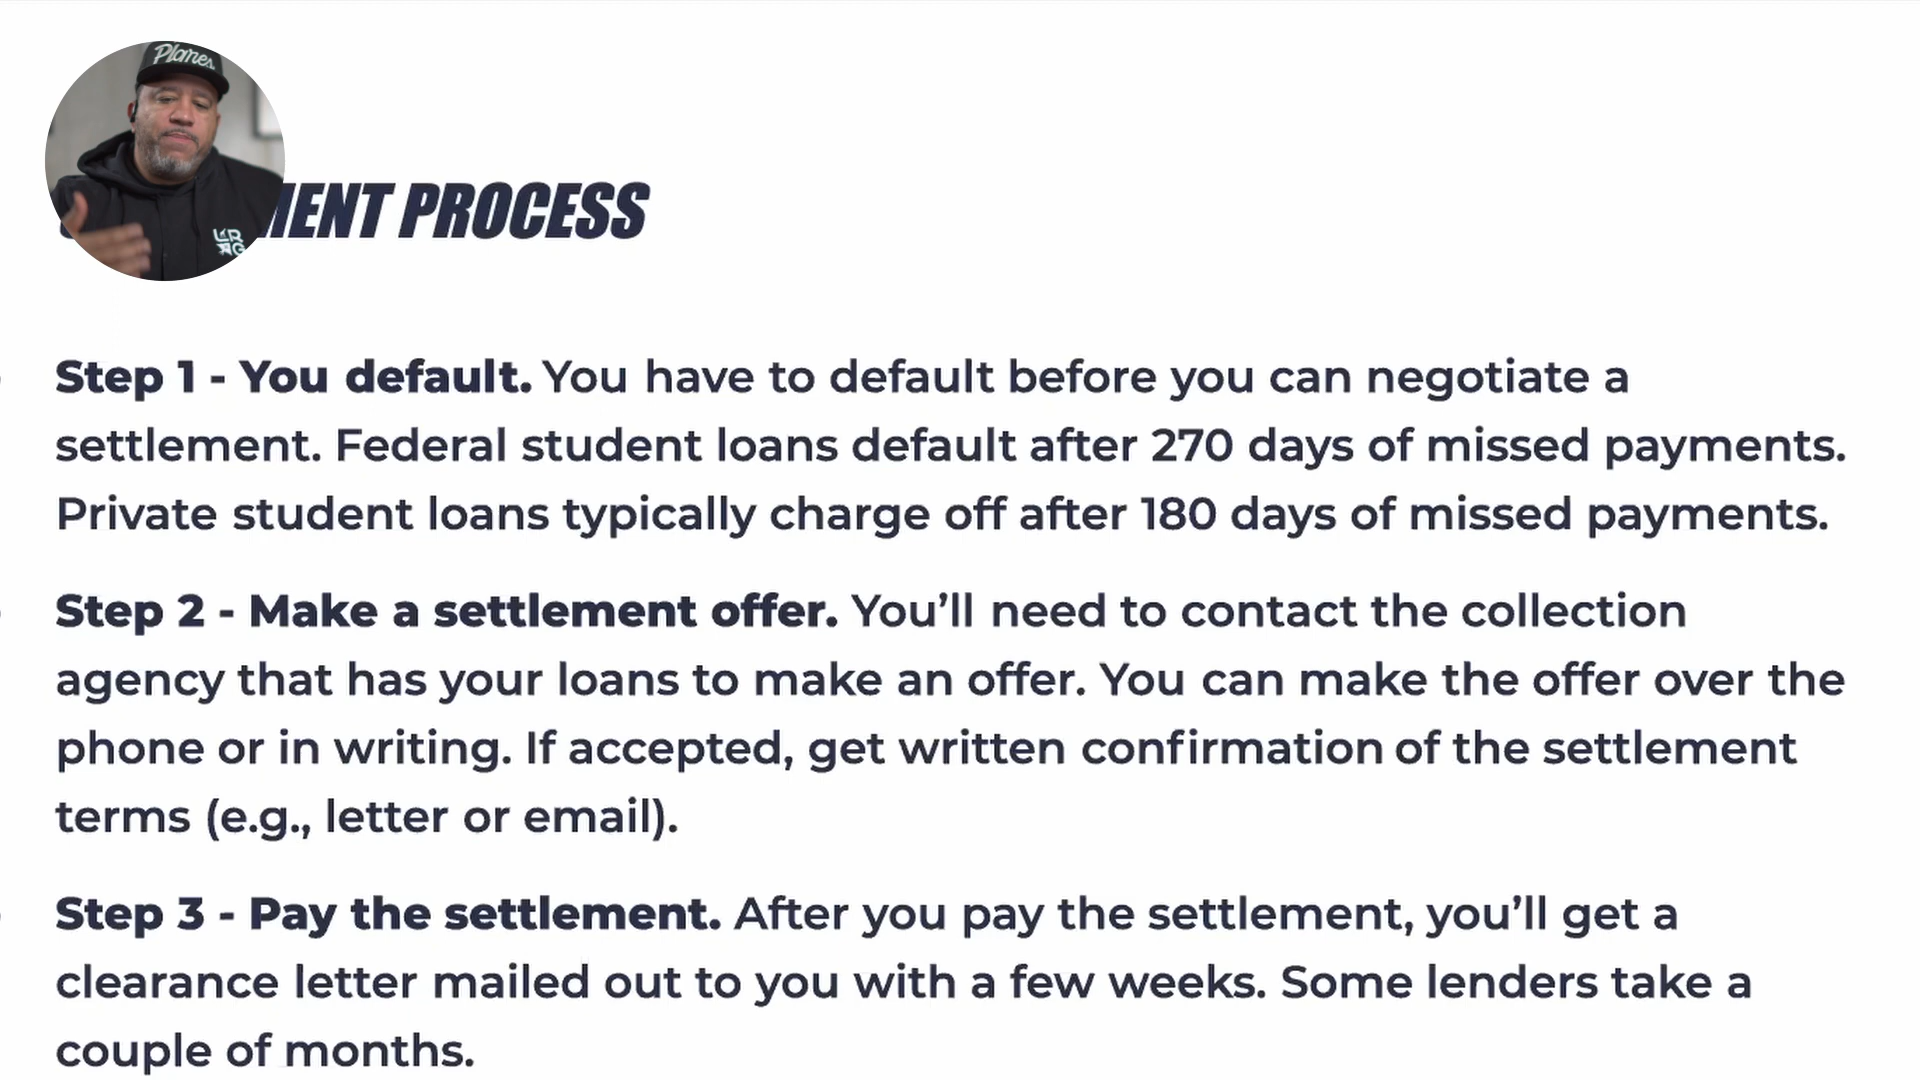 Planes
MENT PROCESS
Step 1 - You default. You have to default before you can negotiate a
settlement. Federal student loans default after 270 days of missed payments.
Private student loans typically charge off after 180 days of missed payments.
Step 2 - Make a settlement offer. You’ll need to contact the collection
agency that has your loans to make an offer. You can make the offer over the
phone or in writing. If accepted, get written confirmation of the settlement
terms (e.g., letter or email).
Step 3 - Pay the settlement. After you pay the settlement, you’ll get a
clearance letter mailed out to you with a few weeks. Some lenders take a
couple of months.